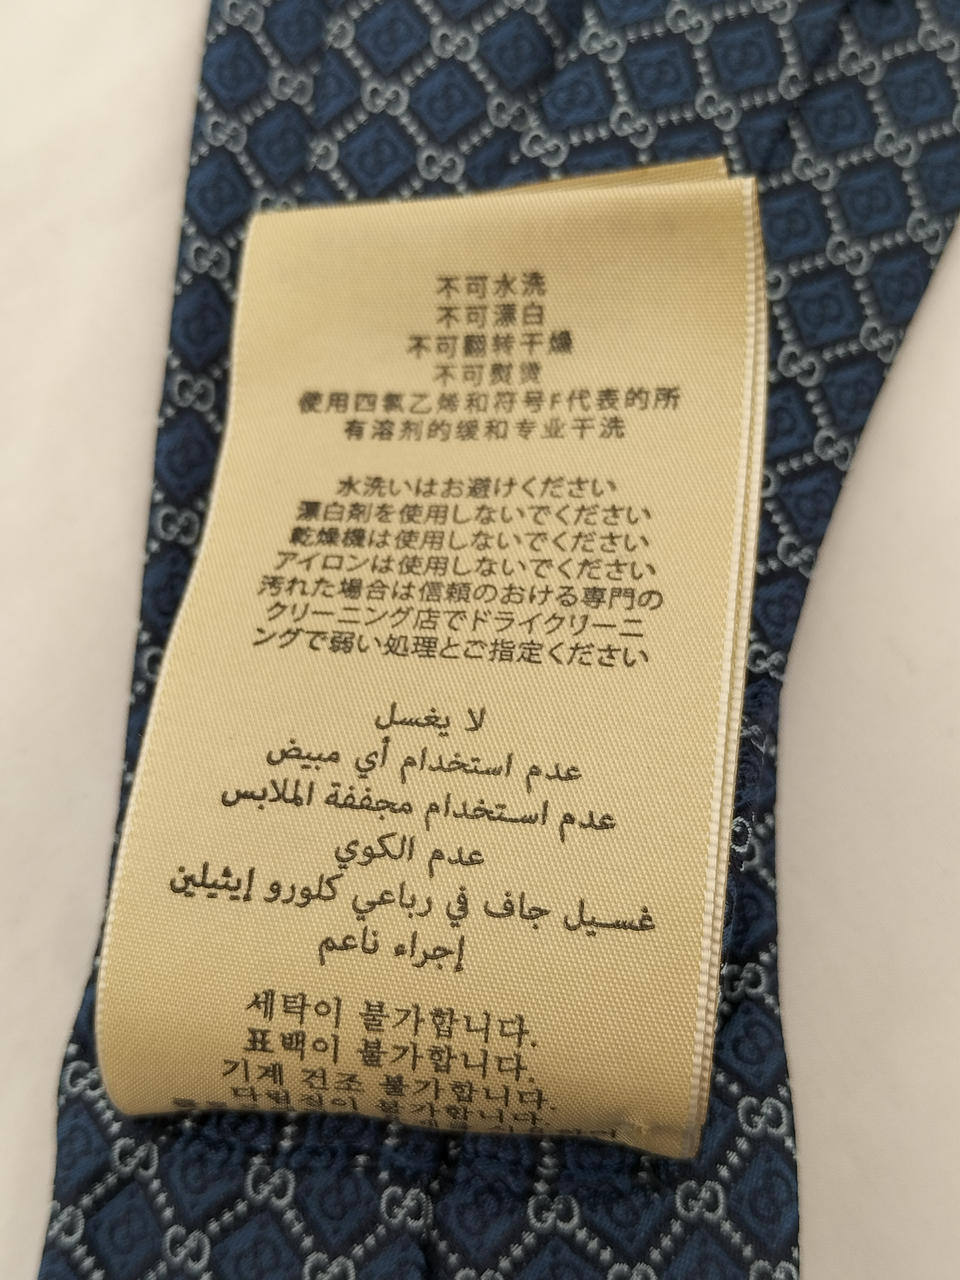 不可水洗
不可漂白
不可翻转干燥
不可熨烫
使用四氯乙烯和符号F代表的所
有溶剂的缓和专业干洗
水洗いはお避けください
漂白剤を使用しないでください
乾燥機は使用しないでください
アイロンは使用しないでください
汚れた場合は信頼のおける専門の
クリーニング店でドライクリーニ
ングで弱い処理とご指定ください
لا يغسل
عدم استخدام أي مبيض
عدم استخدام مجففة الملابس
عدم الكوي
غسيل جاف في رباعي كلورو إيثيلين
إجراء ناعم
세탁이 불가합니다.
표백이 불가합니다.
기계 건조 불가합니다.
다림질이 불가합니다.